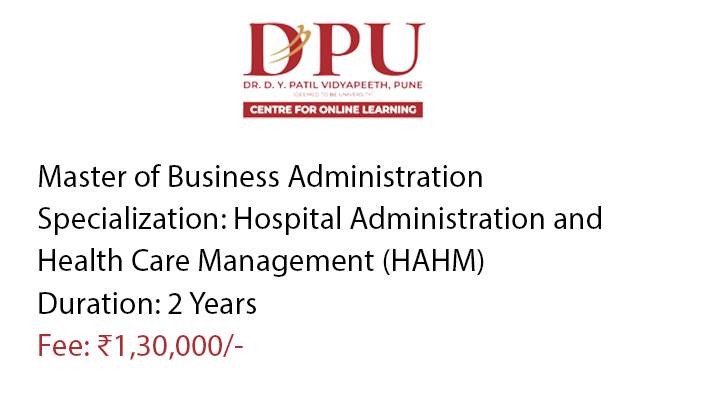 DPU
DR. D. Y. PATIL VIDYAPEETH, PUNE
(DEEMED TO BE UNIVERSITY)
CENTRE FOR ONLINE LEARNING
Master of Business Administration
Specialization: Hospital Administration and
Health Care Management (HAHM)
Duration: 2 Years
Fee: ₹1,30,000/-